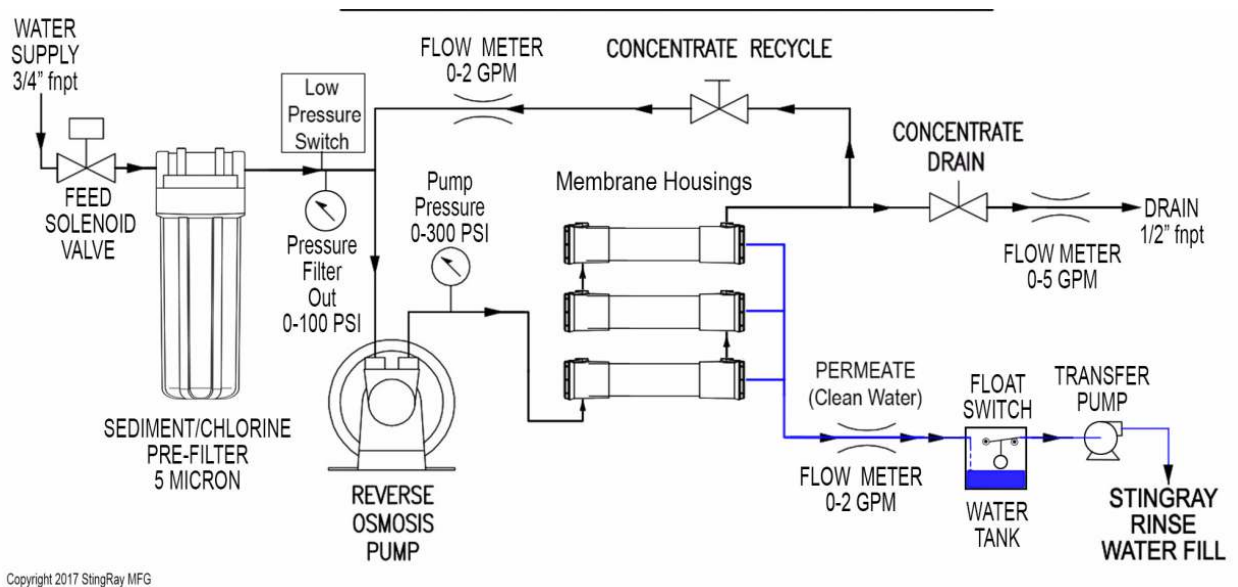 WATER
SUPPLY
3/4" fnpt
FEED
SOLENOID
VALVE
SEDIMENT/CHLORINE
PRE-FILTER
5 MICRON
Low
Pressure
Switch
Pressure
Filter
Out
0-100 PSI
FLOW METER
0-2 GPM
Pump
Pressure
0-300 PSI
REVERSE
OSMOSIS
PUMP
CONCENTRATE RECYCLE
Membrane Housings
CONCENTRATE
DRAIN
FLOW METER
0-5 GPM
DRAIN
1/2" fnpt
PERMEATE
(Clean Water)
FLOW METER
0-2 GPM
FLOAT
SWITCH
WATER
TANK
TRANSFER
PUMP
STINGRAY
RINSE
WATER FILL
Copyright 2017 StingRay MFG